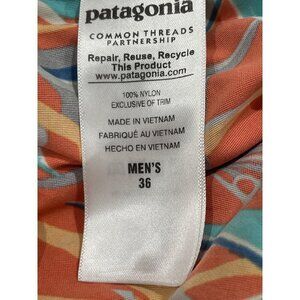 patagonia
COMMON THREADS
PARTNERSHIP
Repair, Reuse, Recycle
This Product
www.patagonia.com
100% NYLON
EXCLUSIVE OF TRIM
MADE IN VIETNAM
FABRIQUÉ AU VIETNAM
HECHO EN VIETNAM
MEN'S
36